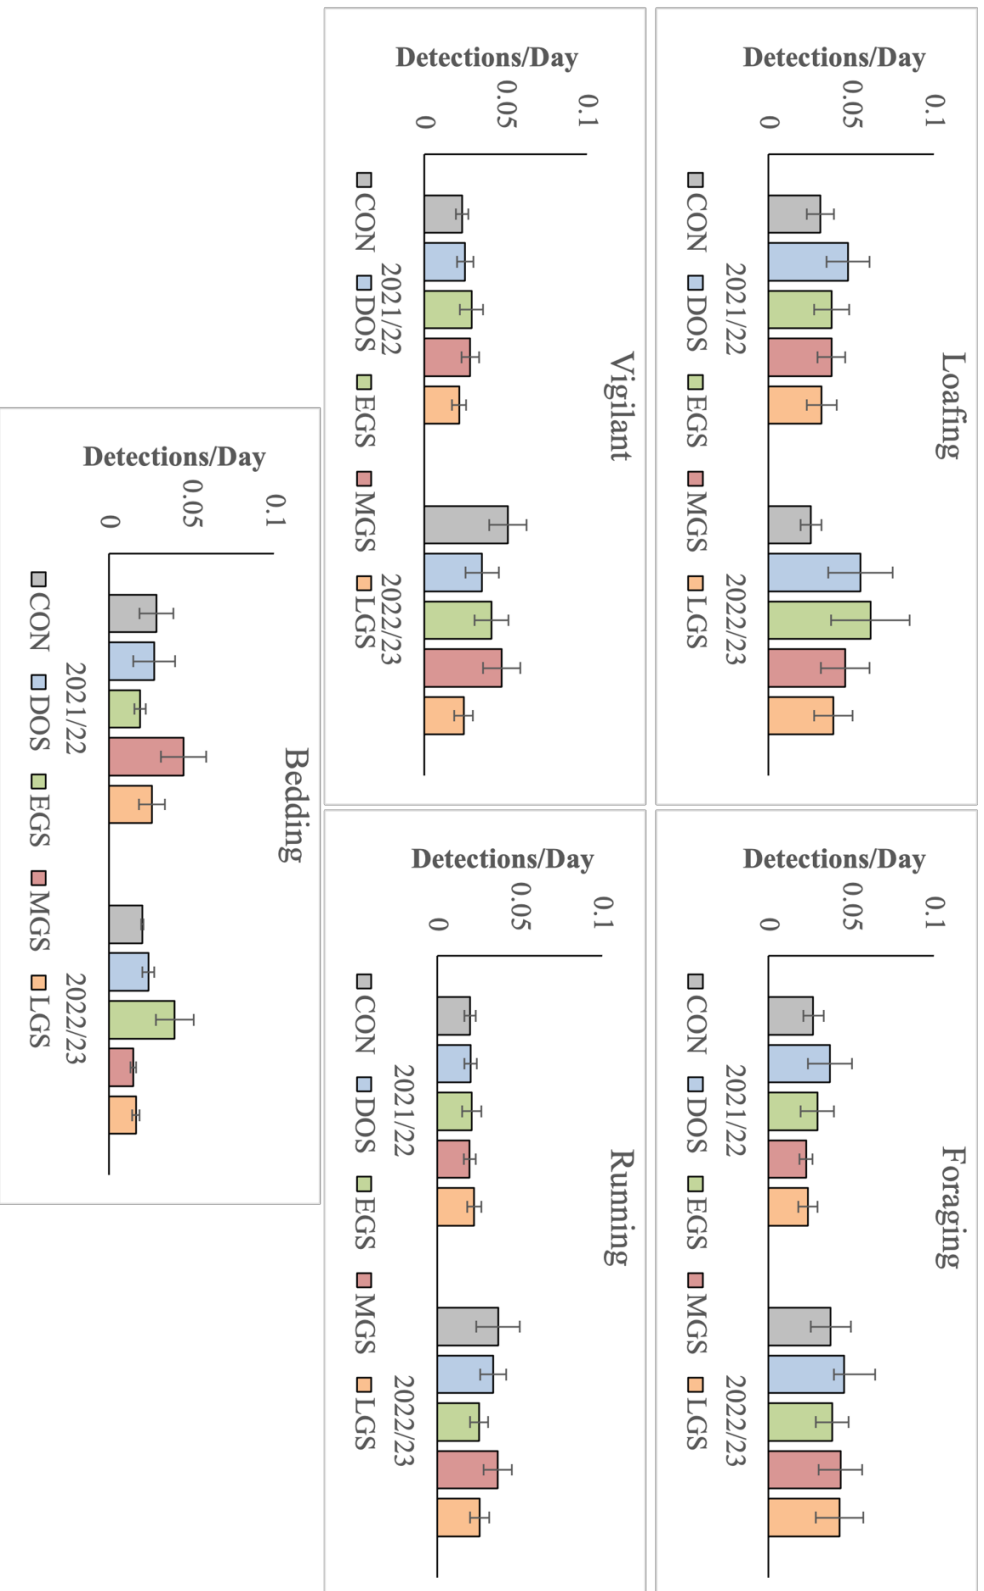 Loafing
Detections/Day
0.1
0.05
0
2021/22 2022/23
CON DOS EGS MGS LGS
Foraging
Detections/Day
0.1
0.05
0
2021/22 2022/23
CON DOS EGS MGS LGS
Vigilant
Detections/Day
0.1
0.05
0
2021/22 2022/23
CON DOS EGS MGS LGS
Running
Detections/Day
0.1
0.05
0
2021/22 2022/23
CON DOS EGS MGS LGS
Bedding
Detections/Day
0.1
0.05
0
2021/22 2022/23
CON DOS EGS MGS LGS